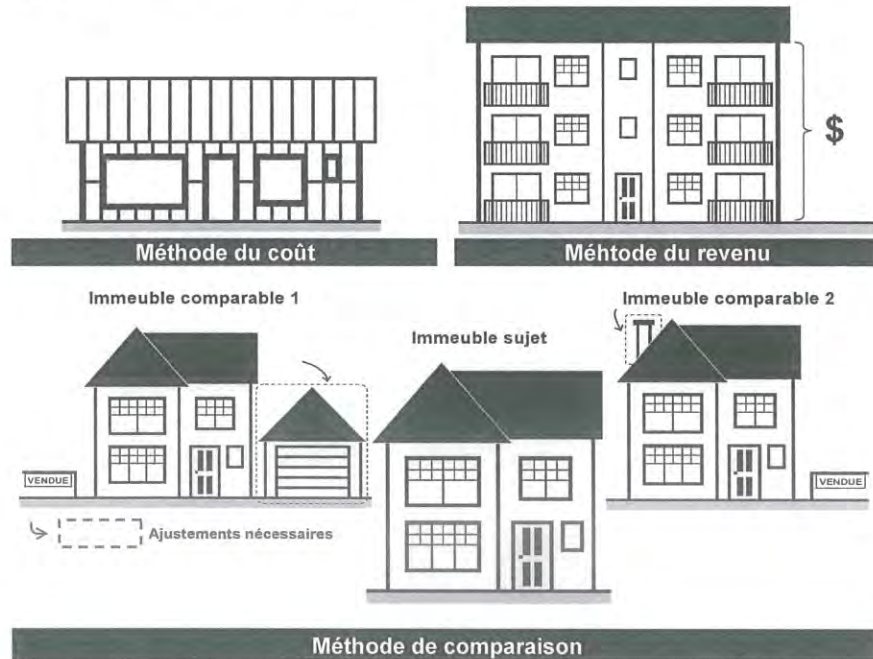 $
Méthode du coût
Méhtode du revenu
Immeuble comparable 1
Immeuble comparable 2
Immeuble sujet
VENDUE
VENDUE
Ajustements nécessaires
Méthode de comparaison